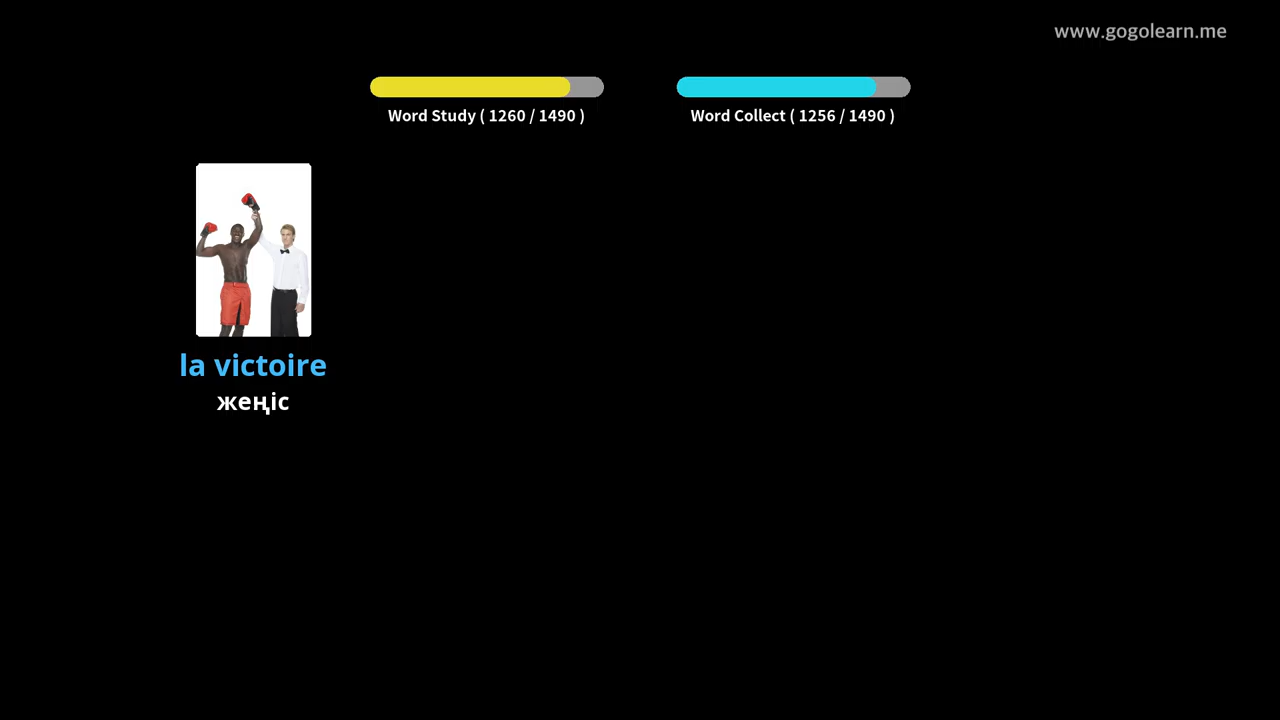 www.gogolearn.me
Word Study ( 1260 / 1490 )
Word Collect ( 1256 / 1490 )
la victoire
жеңіс